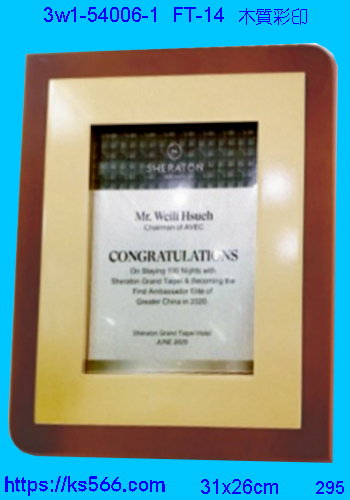 3w1-54006-1 FT-14 木質彩印
SHERATON
Mr. Weili Hsueh
Chairman of AVEC
CONGRATULATIONS
On Staying 100 Nights with
Sheraton Grand Taipei & Becoming the
First Ambassador Elite of
Greater China in 2020
Sheraton Grand Taipei Hotel
JUNE 2020
https://ks566.com 31x26cm 295